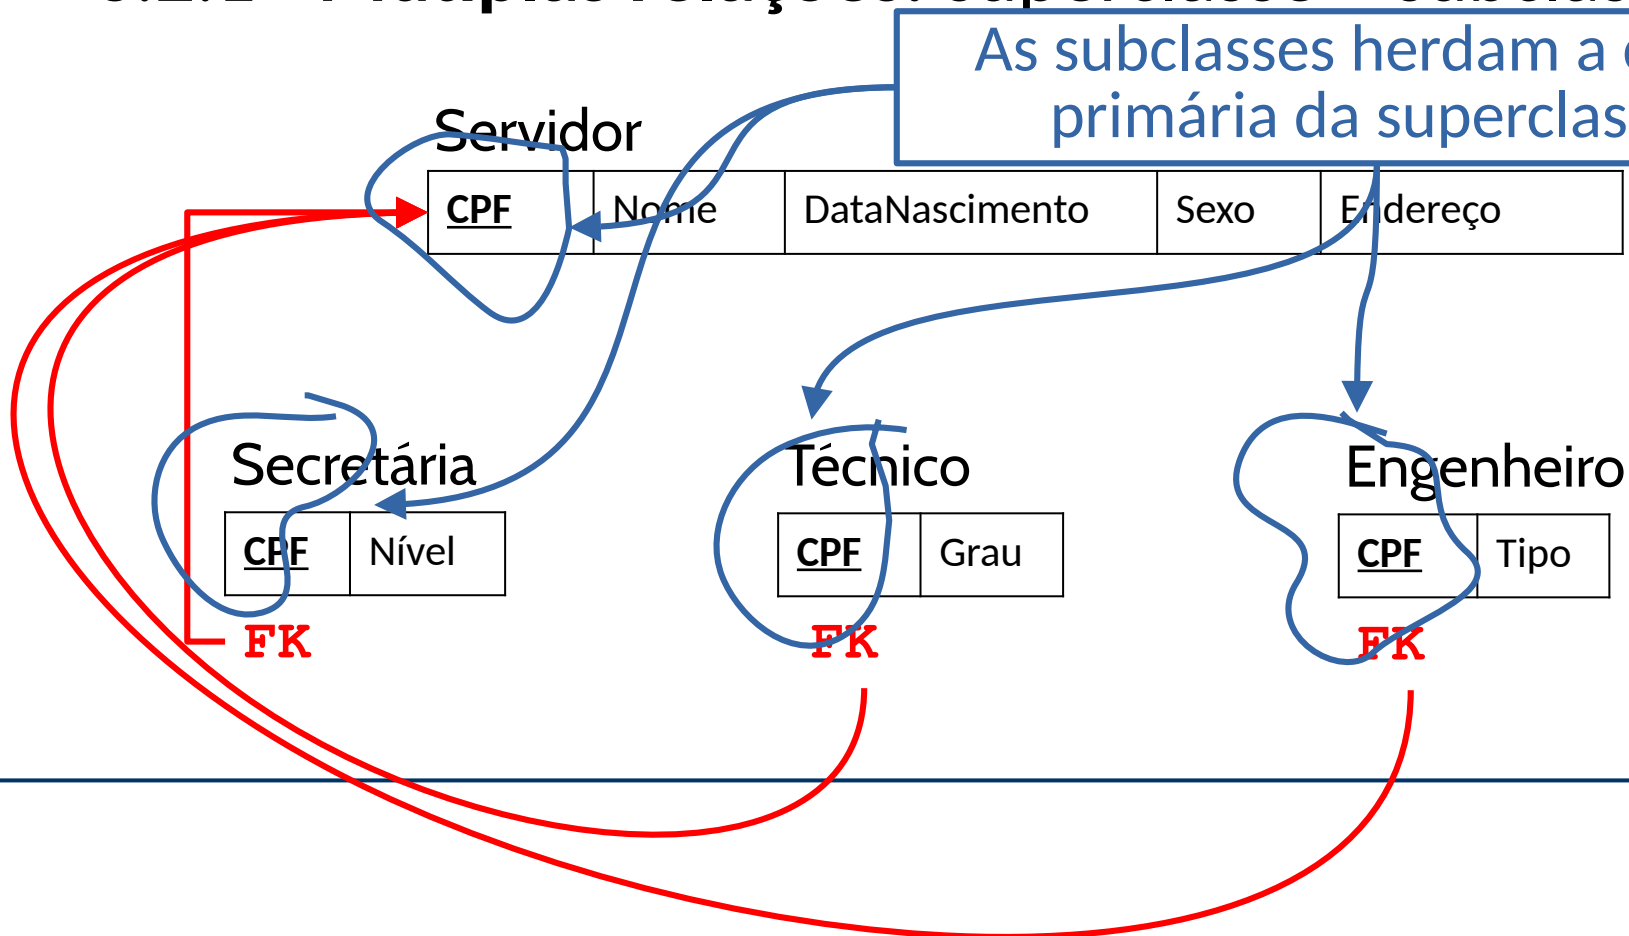 As subclasses herdam a
primária da
Servidor
CPF Nome DataNascimento Sexo Endereço
Secretária Técnico Engenheiro
CPF Nível CPF Grau CPF Tipo
FK FK FK